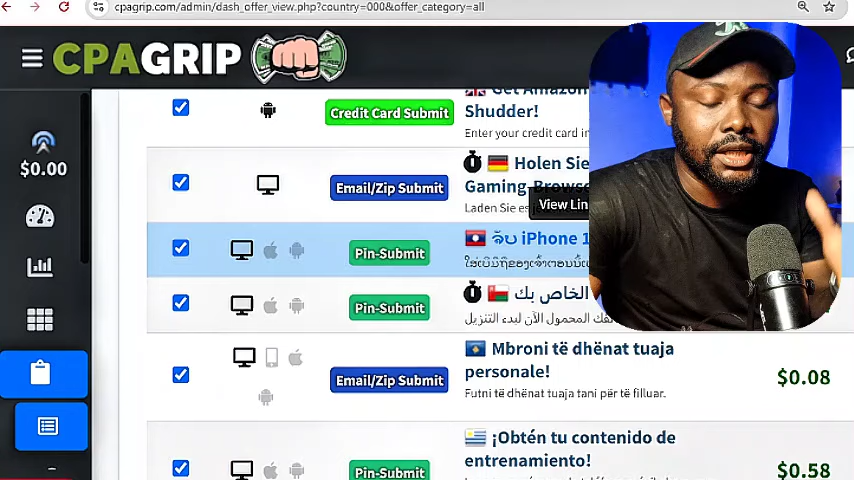 cpagrip.com/admin/dash_offer_view.php?country=000&offer_category=all
CPAGRIP
$0.00
Credit Card Submit
Get Amazon
Shudder!
Enter your credit card in
Email/Zip Submit
Holen Sie
Gaming-Browse
Laden Sie es
View Lin
Pin-Submit
ຈັບ iPhone 1
Pin-Submit
الخاص بك
المحمول الآن لبدء التنزيل
Email/Zip Submit
Mbroni të dhënat tuaja
personale!
Futni të dhënat tuaja tani për të filluar.
$0.08
Pin-Submit
¡Obtén tu contenido de
entrenamiento!
$0.58